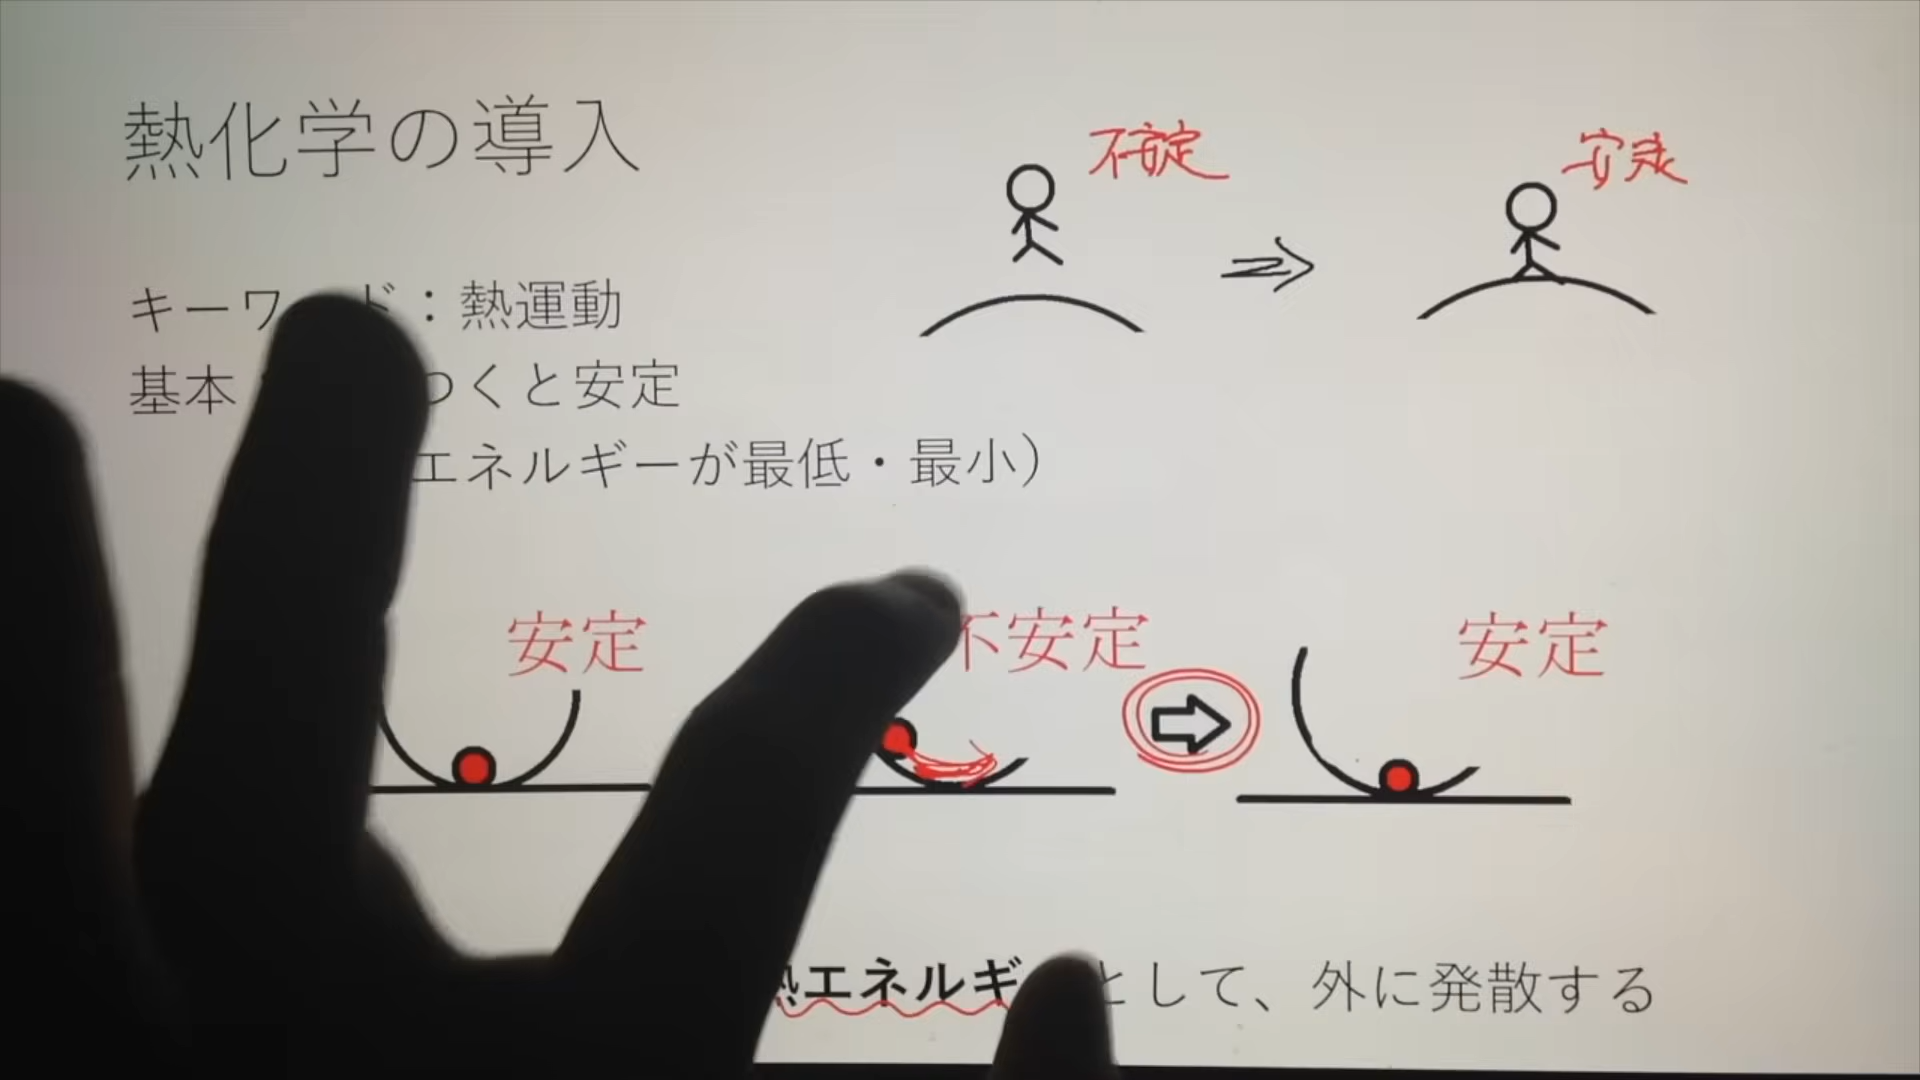 熱化学の導入
不安定
安定
キーワ ド：熱運動
基本 つくと安定
エネルギーが最低・最小）
安定
不安定
安定
熱エネルギ として、外に発散する